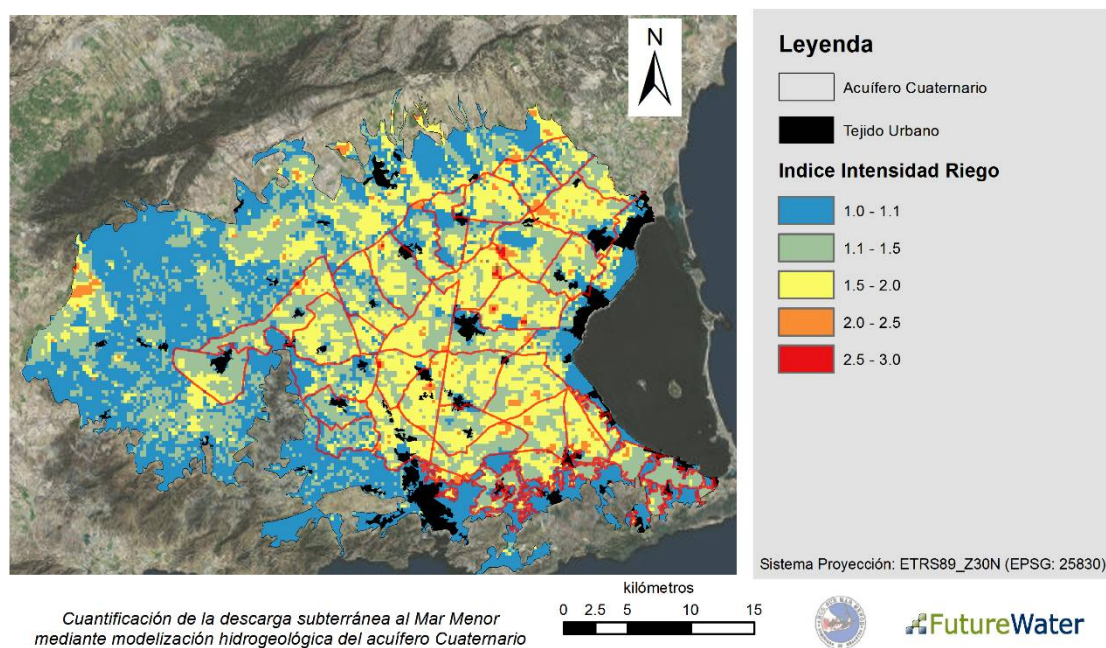 N
Leyenda
Acuífero Cuaternario
Tejido Urbano
Indice Intensidad Riego
1.0 - 1.1
1.1 - 1.5
1.5 - 2.0
2.0 - 2.5
2.5 - 3.0
Sistema Proyección: ETRS89_Z30N (EPSG: 25830)
Cuantificación de la descarga subterránea al Mar Menor
mediante modelización hidrogeológica del acuífero Cuaternario
kilómetros
0 2.5 5 10 15
FutureWater